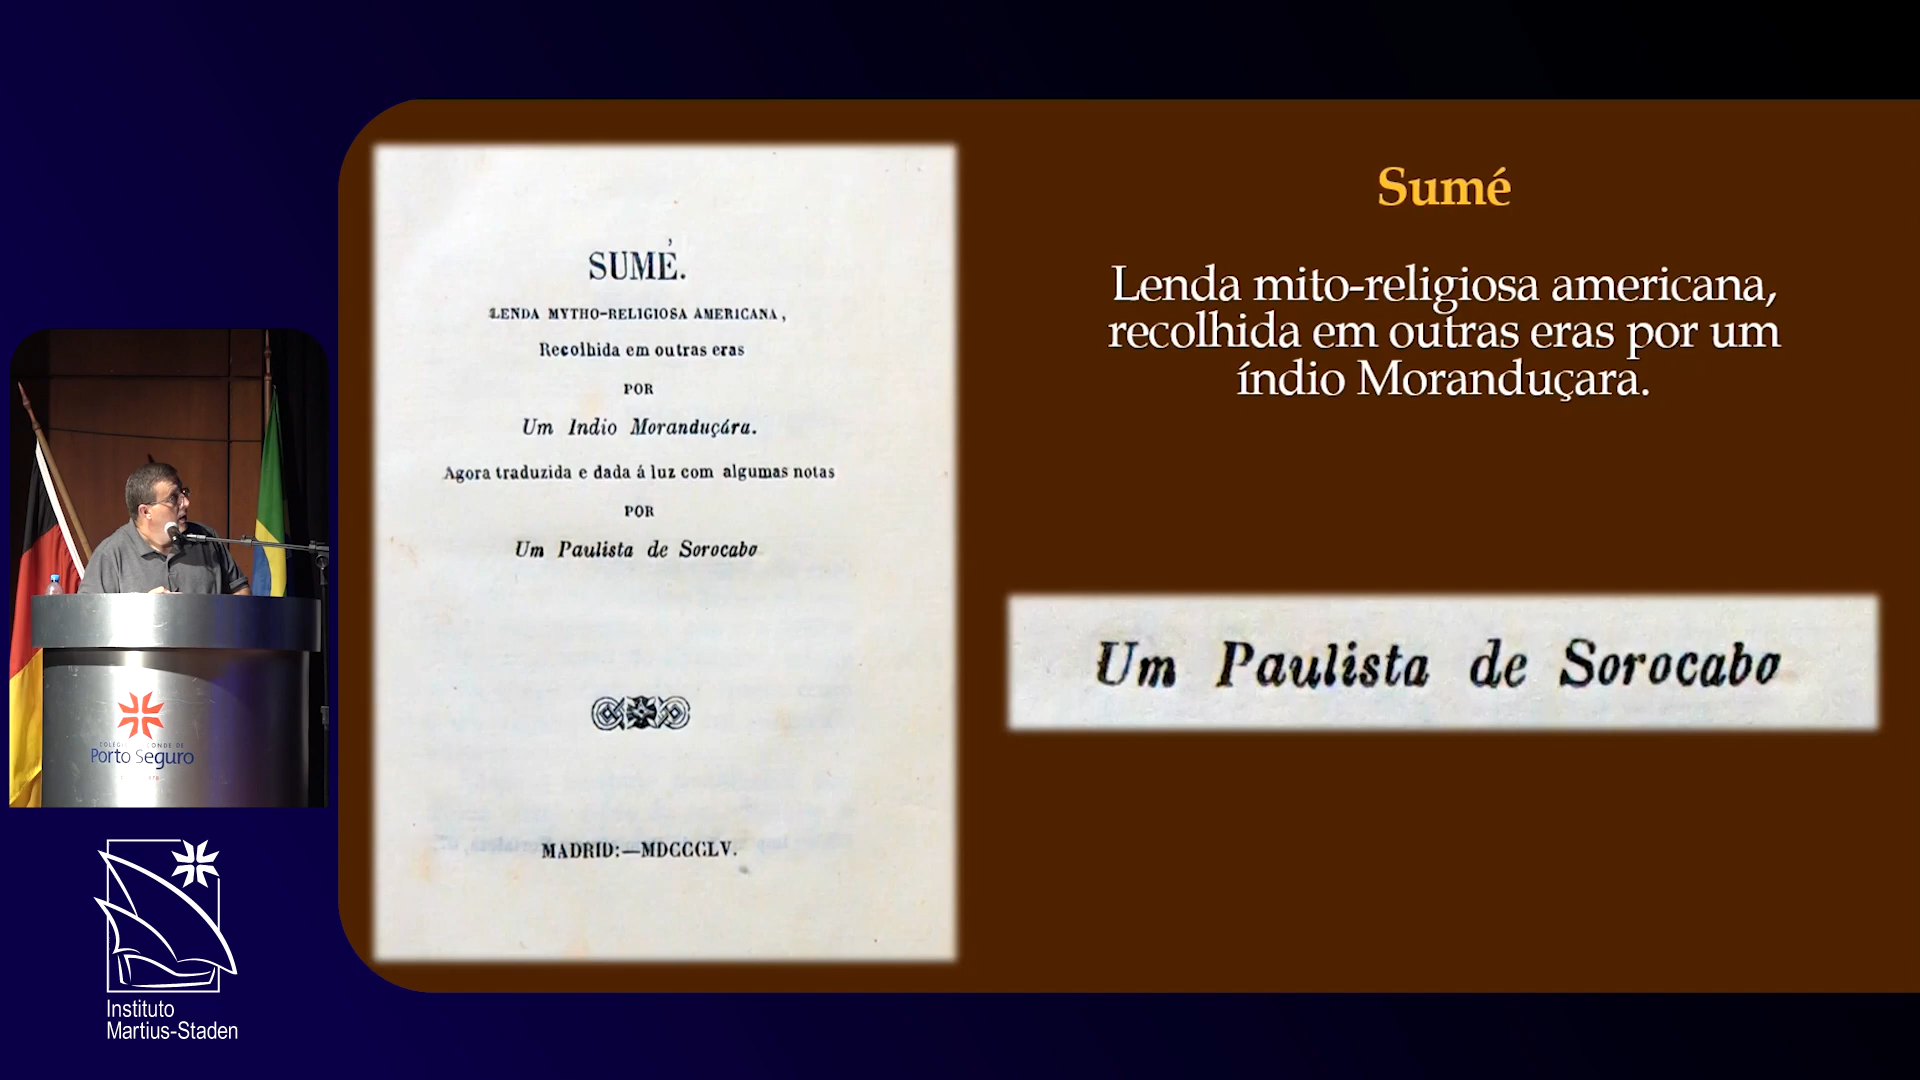 SUMÉ.
LENDA MYTHO-RELIGIOSA AMERICANA,
Recolhida em outras eras
POR
Um Indio Moranduçára.
Agora traduzida e dada á luz com algumas notas
POR
Um Paulista de Sorocabo
MADRID:—MDCCCLV.
Sumé
Lenda mito-religiosa americana,
recolhida em outras eras por um
índio Moranduçara.
Um Paulista de Sorocabo
Porto Seguro
Instituto
Martius-Staden